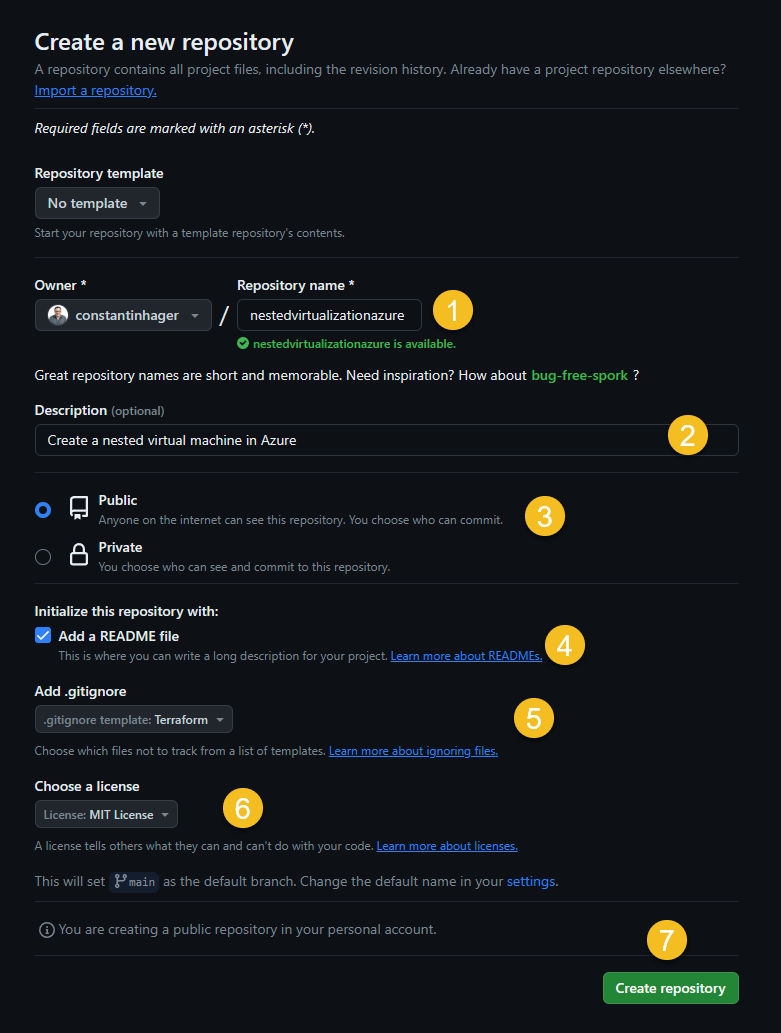 Create a new repository
A repository contains all project files, including the revision history. Already have a project repository elsewhere?
Import a repository.
Required fields are marked with an asterisk (*).
Repository template
No template
Start your repository with a template repository's contents.
Owner * Repository name *
constantinhager / nestedvirtualizationazure 1
nestedvirtualizationazure is available.
Great repository names are short and memorable. Need inspiration? How about bug-free-spork ?
Description (optional)
Create a nested virtual machine in Azure 2
Public
Anyone on the internet can see this repository. You choose who can commit. 3
Private
You choose who can see and commit to this repository.
Initialize this repository with:
Add a README file
This is where you can write a long description for your project. Learn more about READMEs. 4
Add .gitignore
.gitignore template: Terraform 5
Choose which files not to track from a list of templates. Learn more about ignoring files.
Choose a license
License: MIT License 6
A license tells others what they can and can't do with your code. Learn more about licenses.
This will set main as the default branch. Change the default name in your settings.
You are creating a public repository in your personal account.
7
Create repository